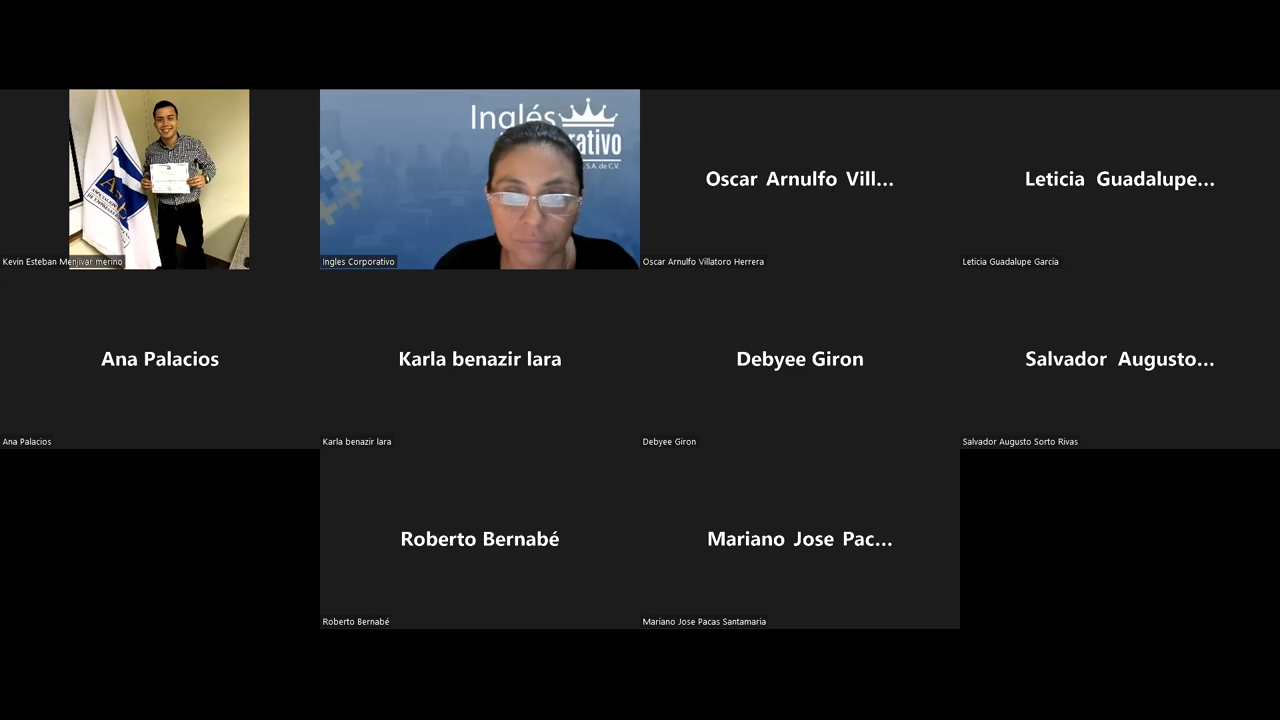 Inglés
rativo
S.A. de C.V.
Oscar Arnulfo Vill...
Leticia Guadalupe...
Kevin Esteban Menjivar merino
Ingles Corporativo
Oscar Arnulfo Villatoro Herrera
Leticia Guadalupe Garcia
Ana Palacios
Karla benazir lara
Debyee Giron
Salvador Augusto...
Ana Palacios
Karla benazir lara
Debyee Giron
Salvador Augusto Sorto Rivas
Roberto Bernabé
Mariano Jose Pac...
Roberto Bernabé
Mariano Jose Pacas Santamaria